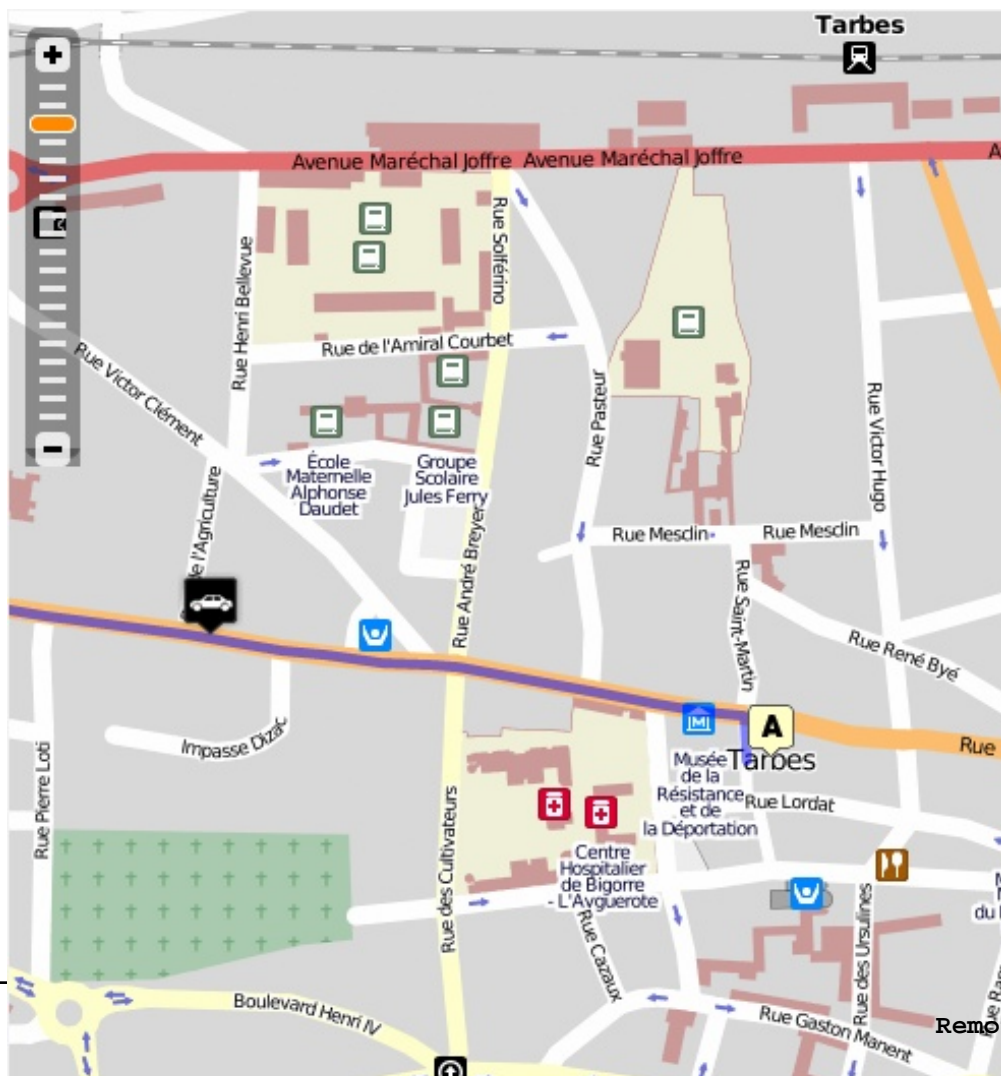 Tarbes
Avenue Maréchal Joffre
Avenue Maréchal Joffre
A
Rue Solférino
Rue Henri Bellevue
Rue de l'Amiral Courbet
Rue Victor Clément
Rue Pasteur
Rue Victor Hugo
École
Maternelle
Alphonse
Daudet
Groupe
Scolaire
Jules Ferry
de l'Agriculture
Rue André Breyer
Rue Mesclin
Rue Mesclin
Rue Saint-Martin
Rue René Byé
A
Rue
Tarbes
Impasse Dizac
Rue Pierre Loti
Musée
de la
Résistance
et de
la Déportation
Rue Lordat
Rue des Cultivateurs
Centre
Hospitalier
de Bigorre
- L'Ayguerote
Rue Cazaux
Rue des Ursulines
du
Boulevard Henri IV
Rue Gaston Manent
Remo